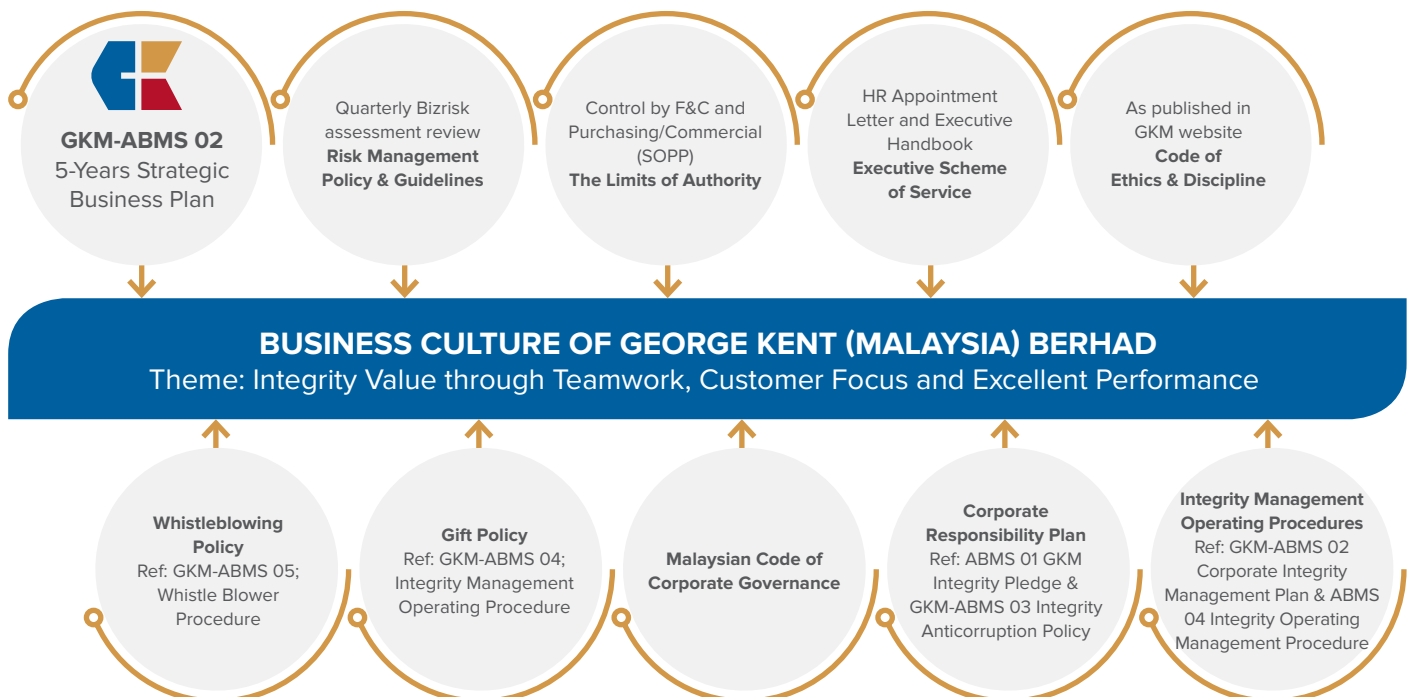 GKM-ABMS 02
5-Years Strategic
Business Plan
Quarterly Bizrisk
assessment review
Risk Management
Policy & Guidelines
Control by F&C and
Purchasing/Commercial
(SOPP)
The Limits of Authority
HR Appointment
Letter and Executive
Handbook
Executive Scheme
of Service
As published in
GKM website
Code of
Ethics & Discipline
BUSINESS CULTURE OF GEORGE KENT (MALAYSIA) BERHAD
Theme: Integrity Value through Teamwork, Customer Focus and Excellent Performance
Whistleblowing
Policy
Ref: GKM-ABMS 05;
Whistle Blower
Procedure
Gift Policy
Ref: GKM-ABMS 04;
Integrity Management
Operating Procedure
Malaysian Code of
Corporate Governance
Corporate
Responsibility Plan
Ref: ABMS 01 GKM
Integrity Pledge &
GKM-ABMS 03 Integrity
Anticorruption Policy
Integrity Management
Operating Procedures
Ref: GKM-ABMS 02
Corporate Integrity
Management Plan & ABMS
04 Integrity Operating
Management Procedure